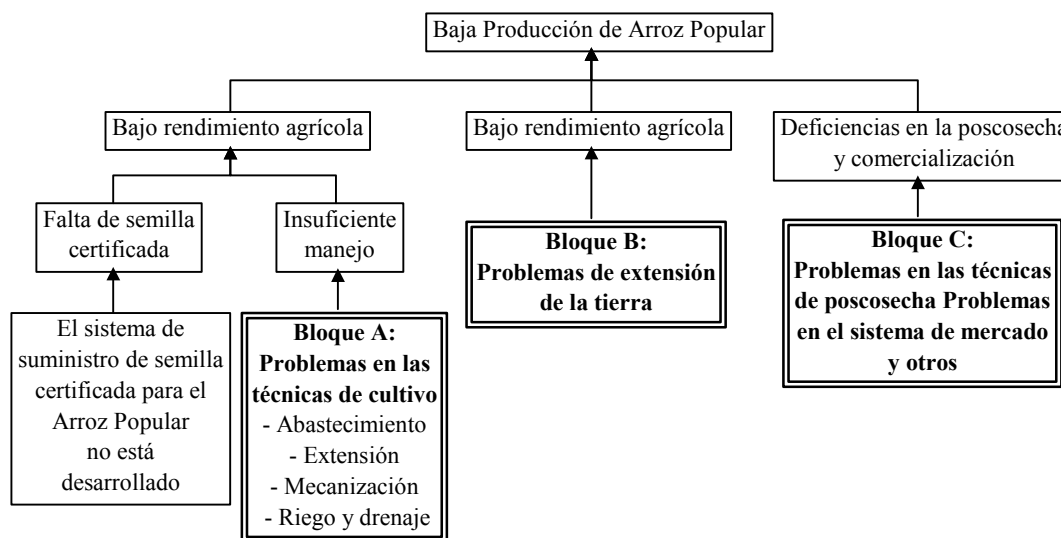 Baja Producción de Arroz Popular
Bajo rendimiento agrícola
Bajo rendimiento agrícola
Deficiencias en la poscosecha
y comercialización
Falta de semilla
certificada
Insuficiente
manejo
Bloque B:
Problemas de extensión
de la tierra
Bloque C:
Problemas en las técnicas
de poscosecha Problemas
en el sistema de mercado
y otros
El sistema de
suministro de semilla
certificada para el
Arroz Popular
no está
desarrollado
Bloque A:
Problemas en las
técnicas de cultivo
- Abastecimiento
- Extensión
- Mecanización
- Riego y drenaje